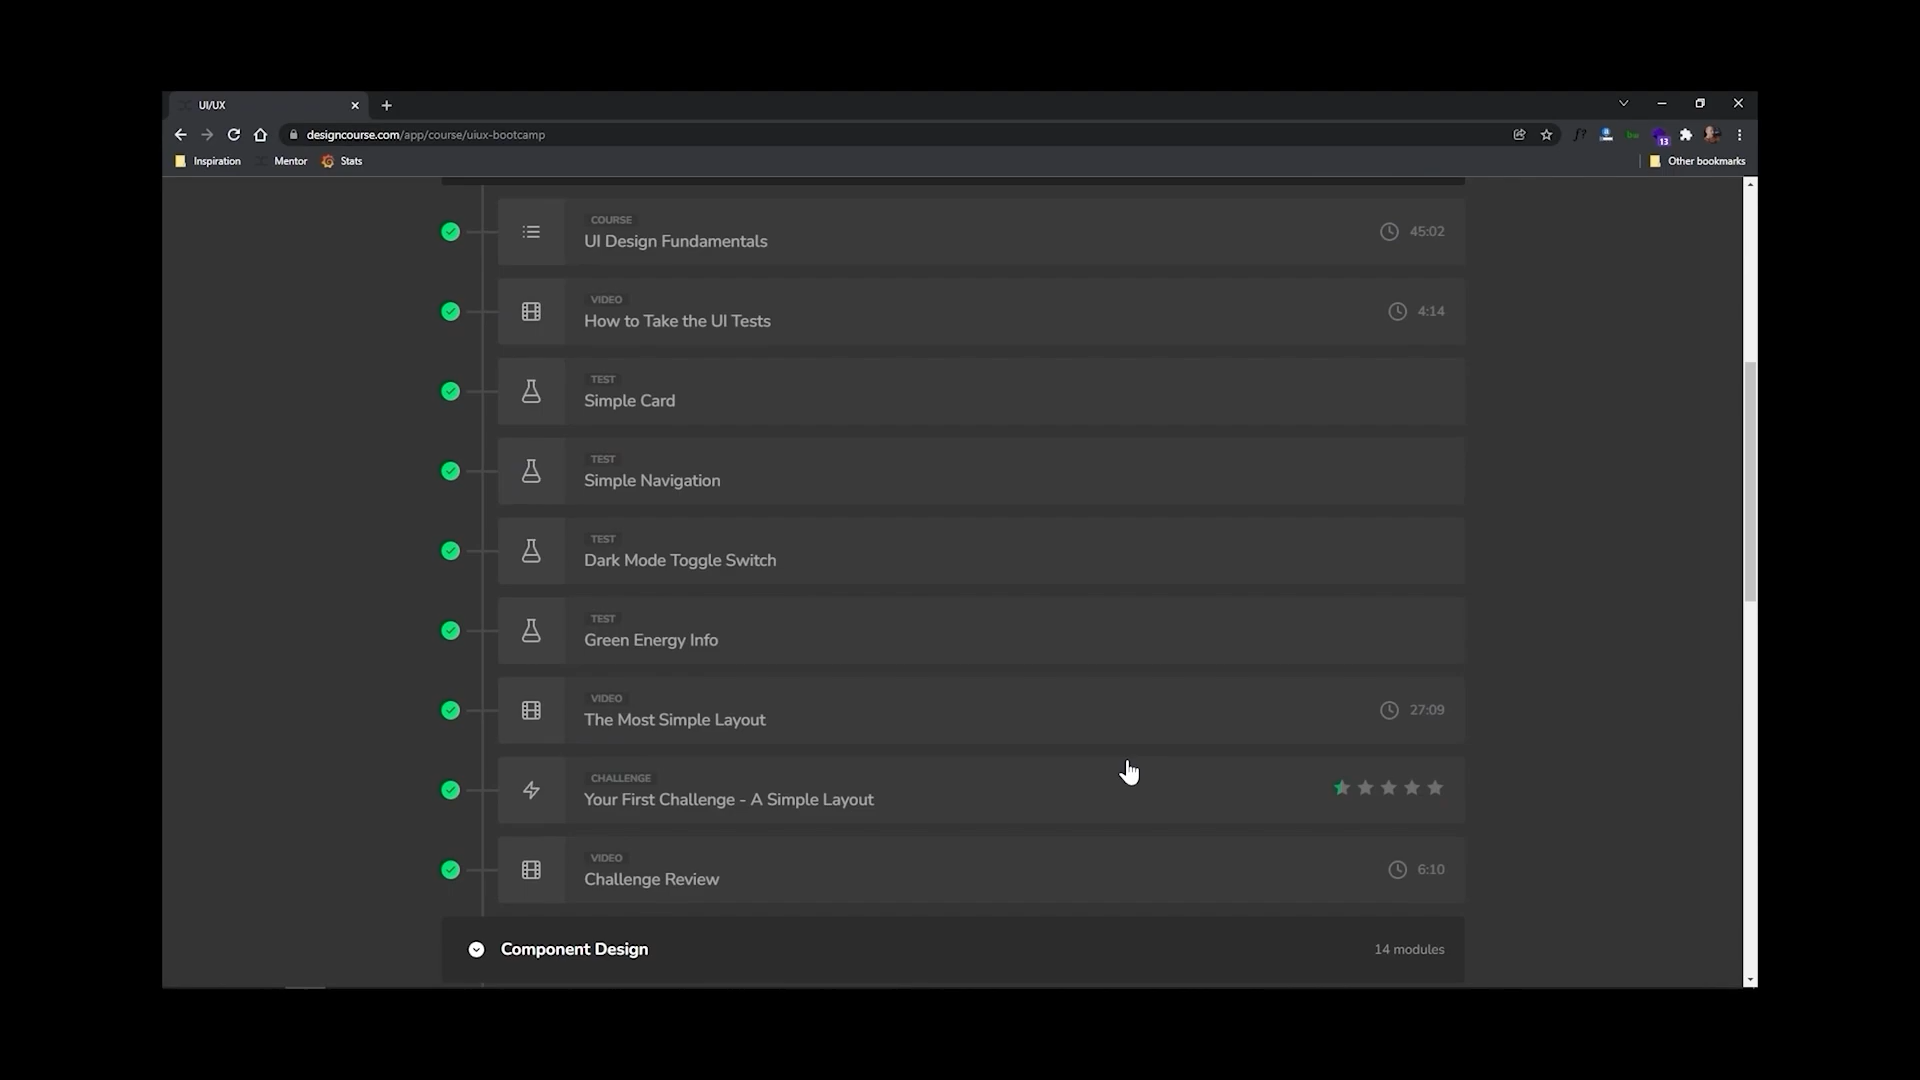 UI/UX
designcourse.com/app/course/uiux-bootcamp
13
Inspiration
Mentor
Stats
Other bookmarks
COURSE
UI Design Fundamentals
45:02
VIDEO
How to Take the UI Tests
4:14
TEST
Simple Card
TEST
Simple Navigation
TEST
Dark Mode Toggle Switch
TEST
Green Energy Info
VIDEO
The Most Simple Layout
27:09
CHALLENGE
Your First Challenge - A Simple Layout
VIDEO
Challenge Review
6:10
Component Design
14 modules